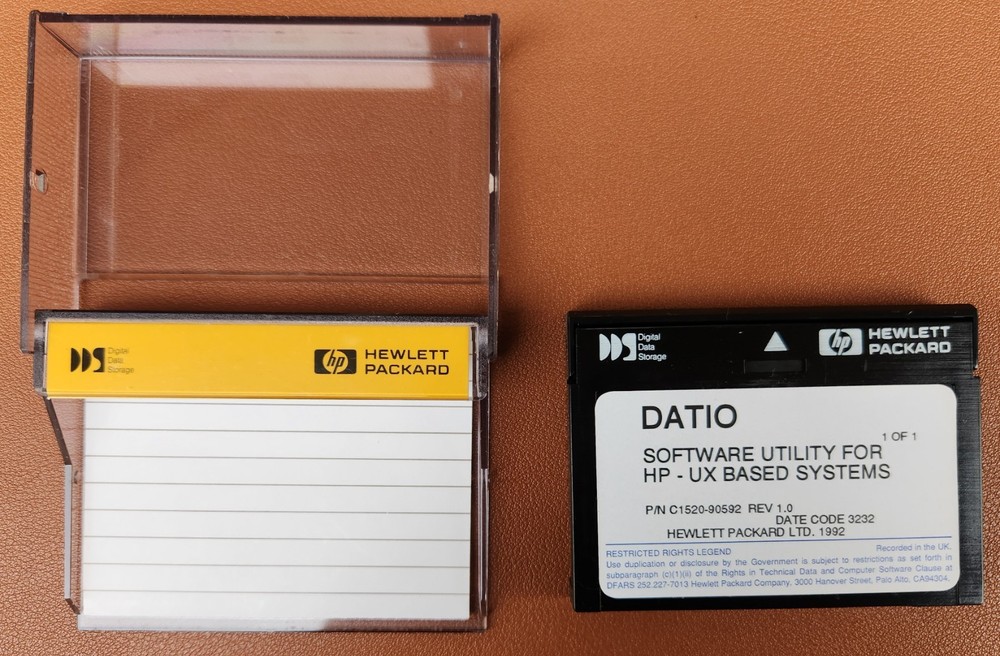 DDS Digital
Data
Storage
hp HEWLETT
PACKARD
DDS Digital
Data
Storage
hp HEWLETT
PACKARD
DATIO
1 OF 1
SOFTWARE UTILITY FOR
HP - UX BASED SYSTEMS
P/N C1520-90592 REV 1.0
DATE CODE 3232
HEWLETT PACKARD LTD. 1992
RESTRICTED RIGHTS LEGEND Recorded in the UK.
Use duplication or disclosure by the Government is subject to restrictions as set forth in
subparagraph (c)(1)(ii) of the Rights in Technical Data and Computer Software Clause at
DFARS 252.227-7013 Hewlett Packard Company, 3000 Hanover Street, Palo Alto, CA94304,